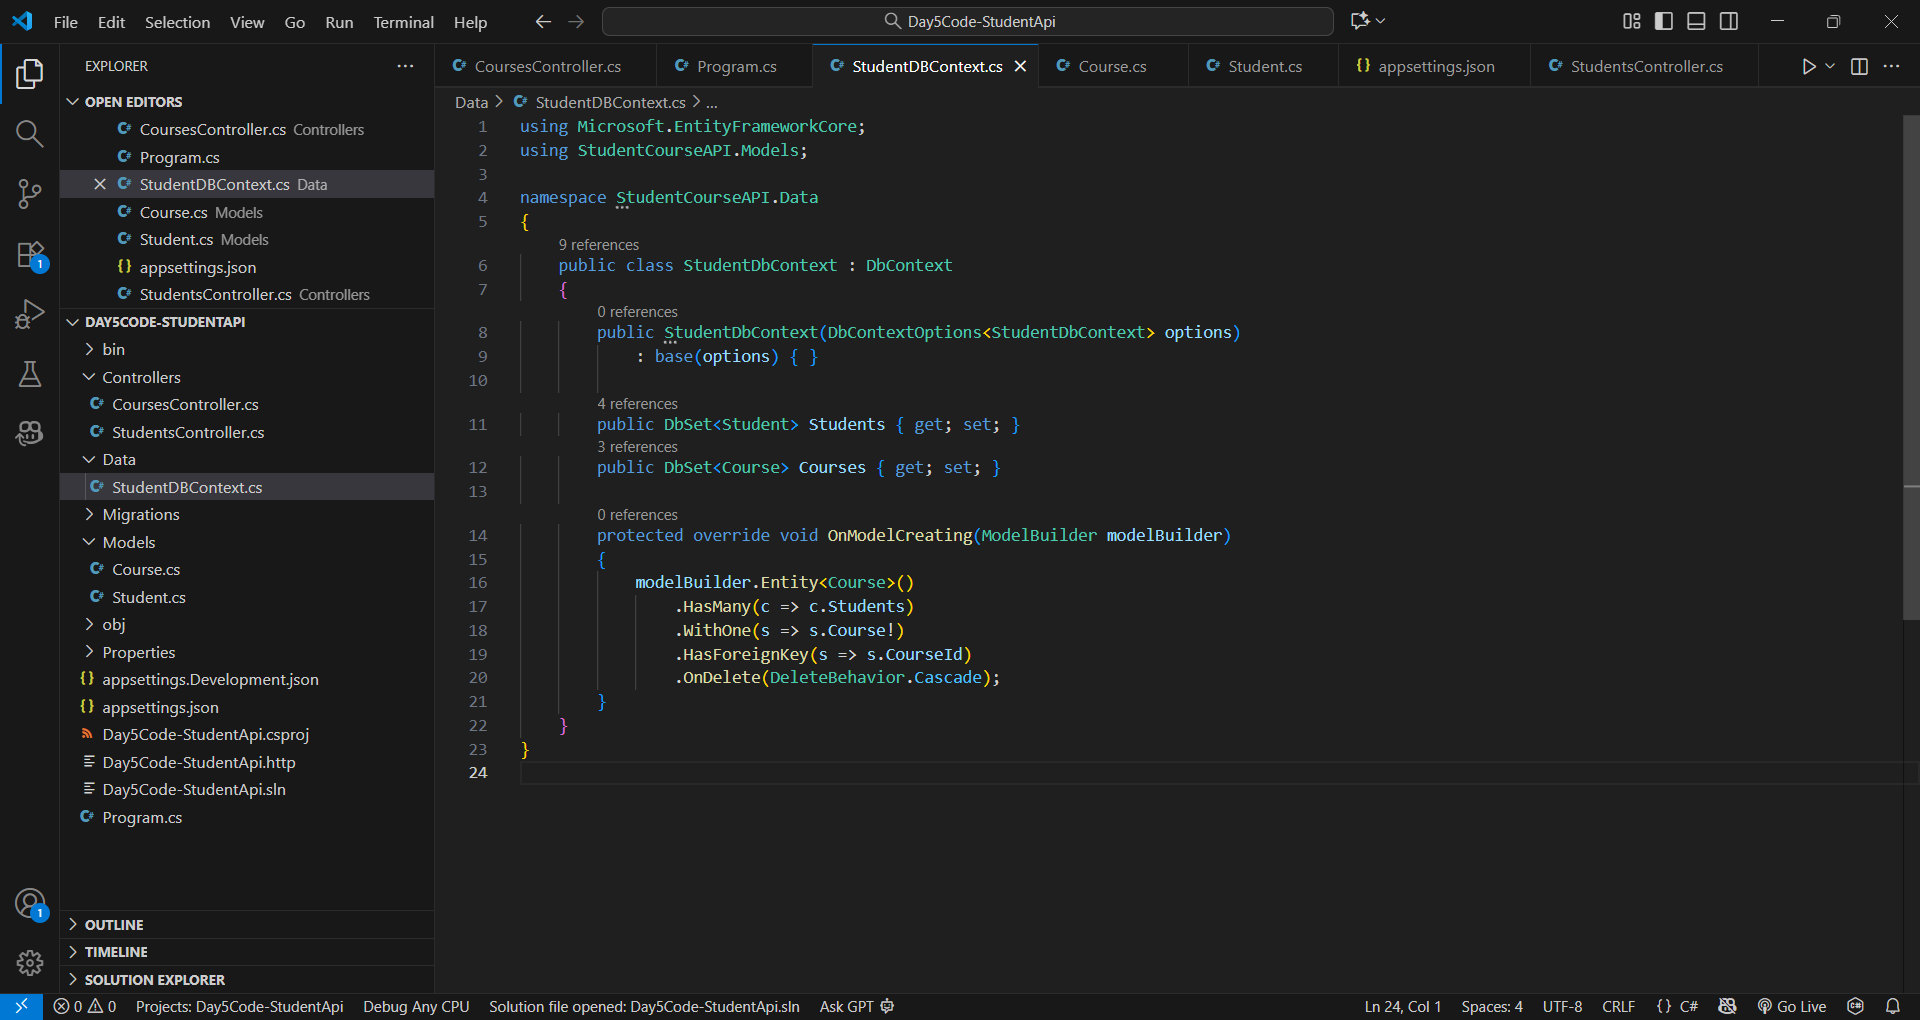 File Edit Selection View Go Run Terminal Help
Day5Code-StudentApi
EXPLORER
OPEN EDITORS
CoursesController.cs Controllers
Program.cs
StudentDBContext.cs Data
Course.cs Models
Student.cs Models
{} appsettings.json
StudentsController.cs Controllers
DAY5CODE-STUDENTAPI
bin
Controllers
C# CoursesController.cs
C# StudentsController.cs
Data
C# StudentDBContext.cs
Migrations
Models
C# Course.cs
C# Student.cs
obj
Properties
{} appsettings.Development.json
{} appsettings.json
Day5Code-StudentApi.csproj
Day5Code-StudentApi.http
Day5Code-StudentApi.sln
C# Program.cs
OUTLINE
TIMELINE
SOLUTION EXPLORER
1
1
C# CoursesController.cs C# Program.cs C# StudentDBContext.cs C# Course.cs C# Student.cs {} appsettings.json C# StudentsController.cs
Data > C# StudentDBContext.cs > ...
1 using Microsoft.EntityFrameworkCore;
2 using StudentCourseAPI.Models;
3
4 namespace StudentCourseAPI.Data
5 {
9 references
6 public class StudentDbContext : DbContext
7 {
0 references
8 public StudentDbContext(DbContextOptions<StudentDbContext> options)
9 : base(options) { }
10
4 references
11 public DbSet<Student> Students { get; set; }
3 references
12 public DbSet<Course> Courses { get; set; }
13
0 references
14 protected override void OnModelCreating(ModelBuilder modelBuilder)
15 {
16 modelBuilder.Entity<Course>()
17 .HasMany(c => c.Students)
18 .WithOne(s => s.Course!)
19 .HasForeignKey(s => s.CourseId)
20 .OnDelete(DeleteBehavior.Cascade);
21 }
22 }
23 }
24
0 0 Projects: Day5Code-StudentApi Debug Any CPU Solution file opened: Day5Code-StudentApi.sln Ask GPT Ln 24, Col 1 Spaces: 4 UTF-8 CRLF {} C# Go Live